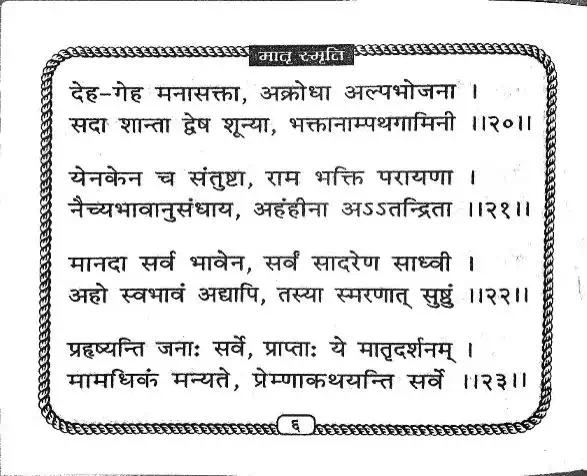 मातृ स्मृति
देह-गेह मनासक्ता, अक्रोधा अल्पभोजना ।
सदा शान्ता द्वेष शून्या, भक्तानाम्पथगामिनी ।।२०।।
येनकेन च संतुष्टा, राम भक्ति परायणा ।
नैच्यभावानुसंधाय, अहंहीना अऽऽतन्द्रिता ।।२१।।
मानदा सर्व भावेन, सर्वं सादरेण साध्वी ।
अहो स्वभावं अद्यापि, तस्या स्मरणात् सुष्ठुं ।।२२।।
प्रहृष्यन्ति जनाः सर्वे, प्राप्ताः ये मातृदर्शनम् ।
मामधिकं मन्यते, प्रेम्णाकथयन्ति सर्वे ।।२३।।
६